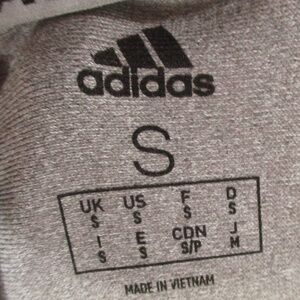 adidas
S
UK US F D
S S S S
I E CDN J
S S S/P M
MADE IN VIETNAM